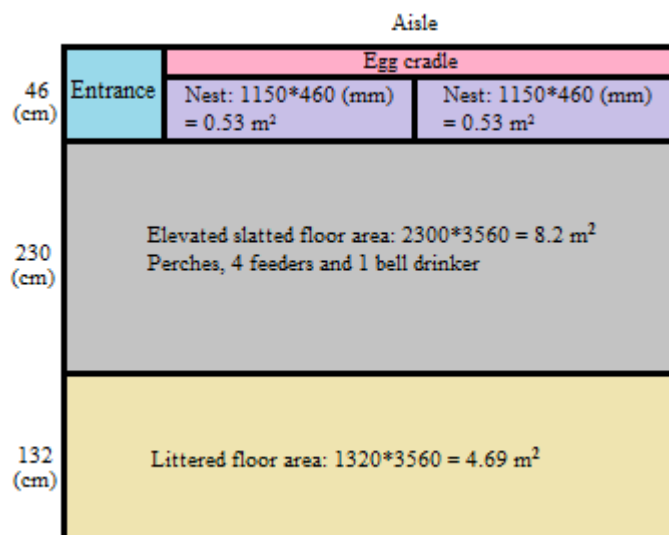 Aisle
Egg cradle
46
(cm)
Entrance
Nest: 1150*460 (mm)
= 0.53 m²
Nest: 1150*460 (mm)
= 0.53 m²
230
(cm)
Elevated slatted floor area: 2300*3560 = 8.2 m²
Perches, 4 feeders and 1 bell drinker
132
(cm)
Littered floor area: 1320*3560 = 4.69 m²